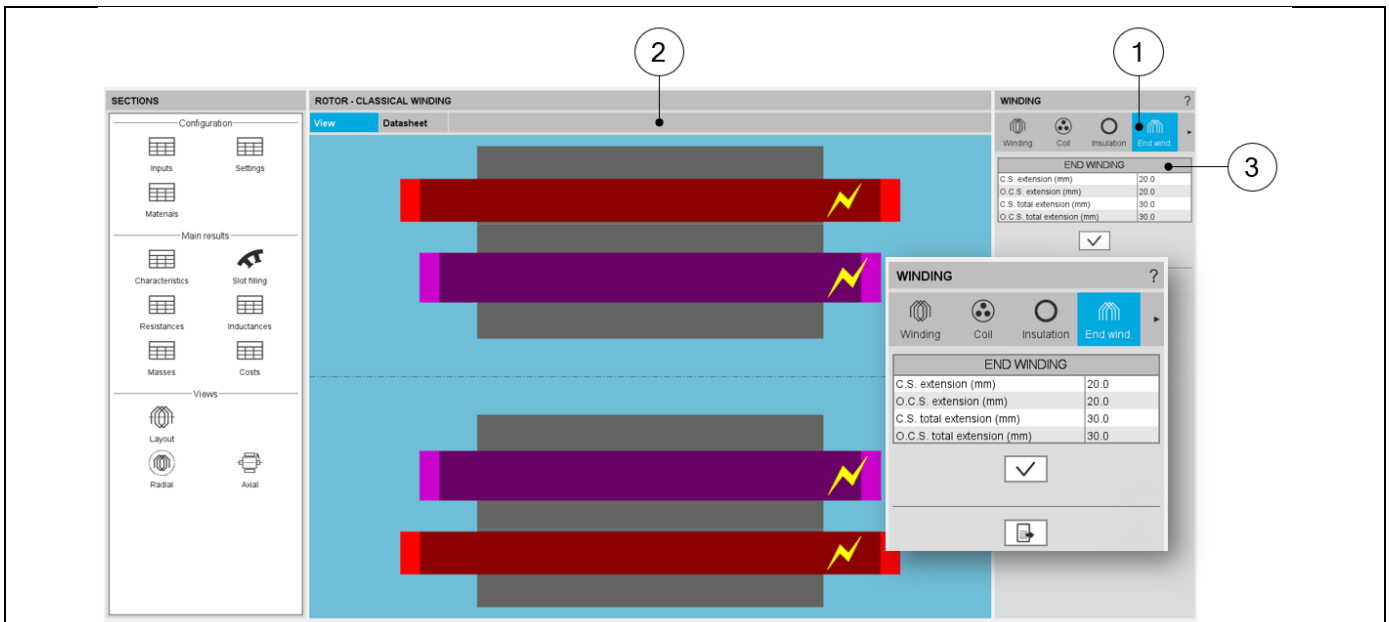 2
1
SECTIONS
ROTOR - CLASSICAL WINDING
WINDING ?
Configuration
View Datasheet
Inputs Settings
Winding Coil Insulation End wind.
END WINDING
3
C.S. extension (mm) 20.0
O.C.S. extension (mm) 20.0
C.S. total extension (mm) 30.0
O.C.S. total extension (mm) 30.0
Materials
Main results
Characteristics Slot filling
Resistances Inductances
Masses Costs
Views
Layout
Radial Axial
WINDING ?
Winding Coil Insulation End wind.
END WINDING
C.S. extension (mm) 20.0
O.C.S. extension (mm) 20.0
C.S. total extension (mm) 30.0
O.C.S. total extension (mm) 30.0